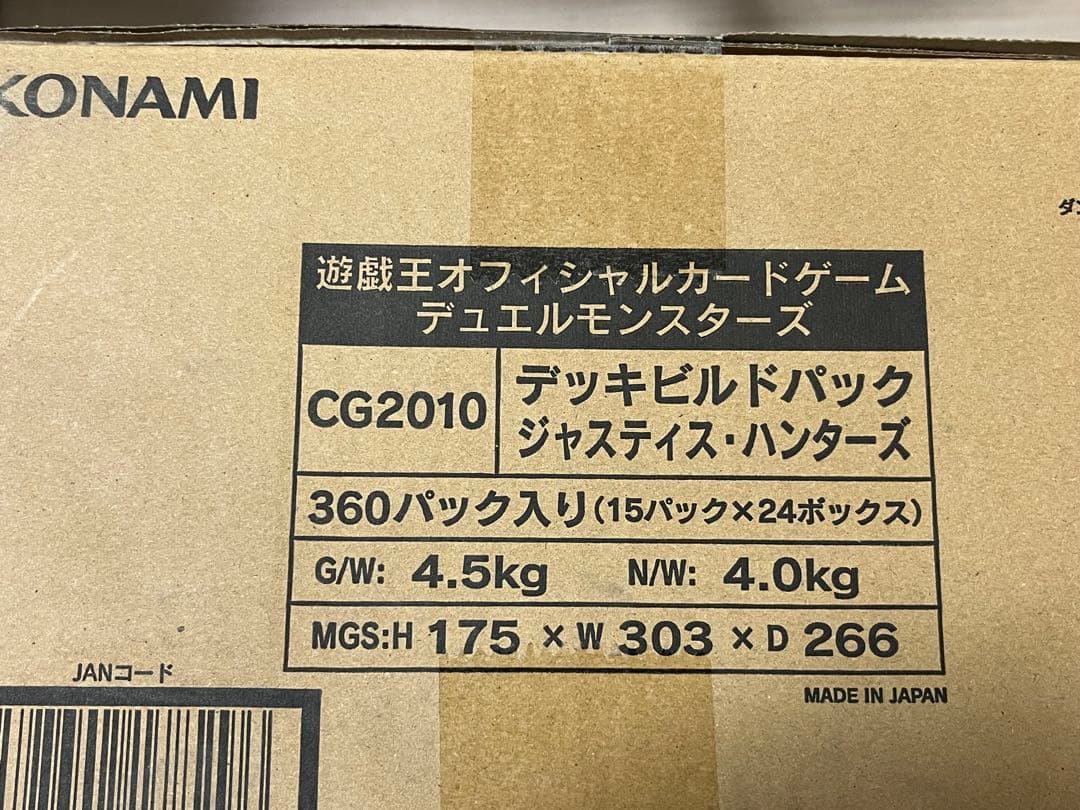 KONAMI
遊戯王オフィシャルカードゲーム
デュエルモンスターズ
CG2010
デッキビルドパック
ジャスティス・ハンターズ
360パック入り(15パック×24ボックス)
G/W: 4.5kg N/W: 4.0kg
MGS:H 175 × W 303 × D 266
JANコード
MADE IN JAPAN